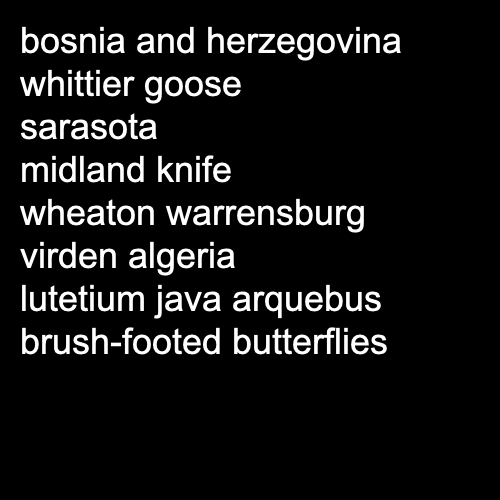 bosnia and herzegovina
whittier goose
sarasota
midland knife
wheaton warrensburg
virden algeria
lutetium java arquebus
brush-footed butterflies